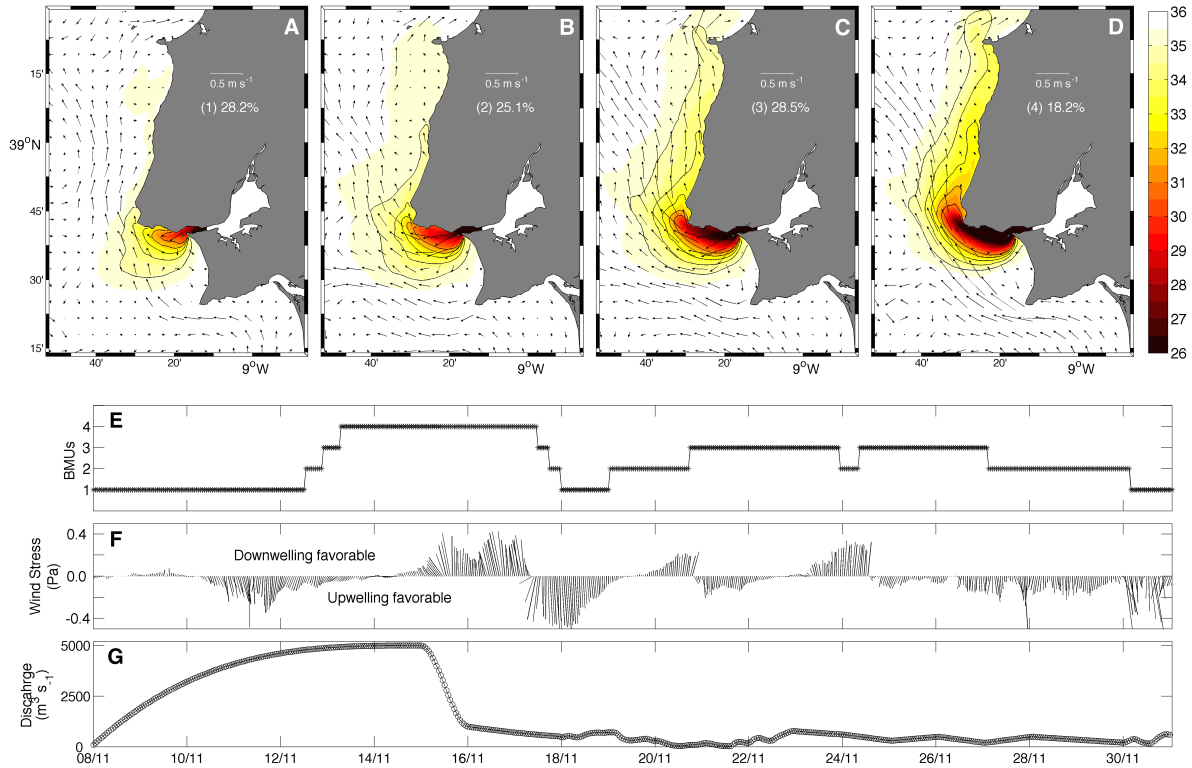 A
B
C
D
0.5 m s-1
(1) 28.2%
0.5 m s-1
(2) 25.1%
0.5 m s-1
(3) 28.5%
0.5 m s-1
(4) 18.2%
15'
39oN
45'
30'
15'
40' 20' 9oW
40' 20' 9oW
40' 20' 9oW
40' 20' 9oW
36
35
34
33
32
31
30
29
28
27
26
E
BMUs
4
3
2
1
F
Wind Stress
(Pa)
0.4
0.0
-0.4
Downwelling favorable
Upwelling favorable
G
Discahrge
(m3 s-1)
5000
2500
0
08/11 10/11 12/11 14/11 16/11 18/11 20/11 22/11 24/11 26/11 28/11 30/11